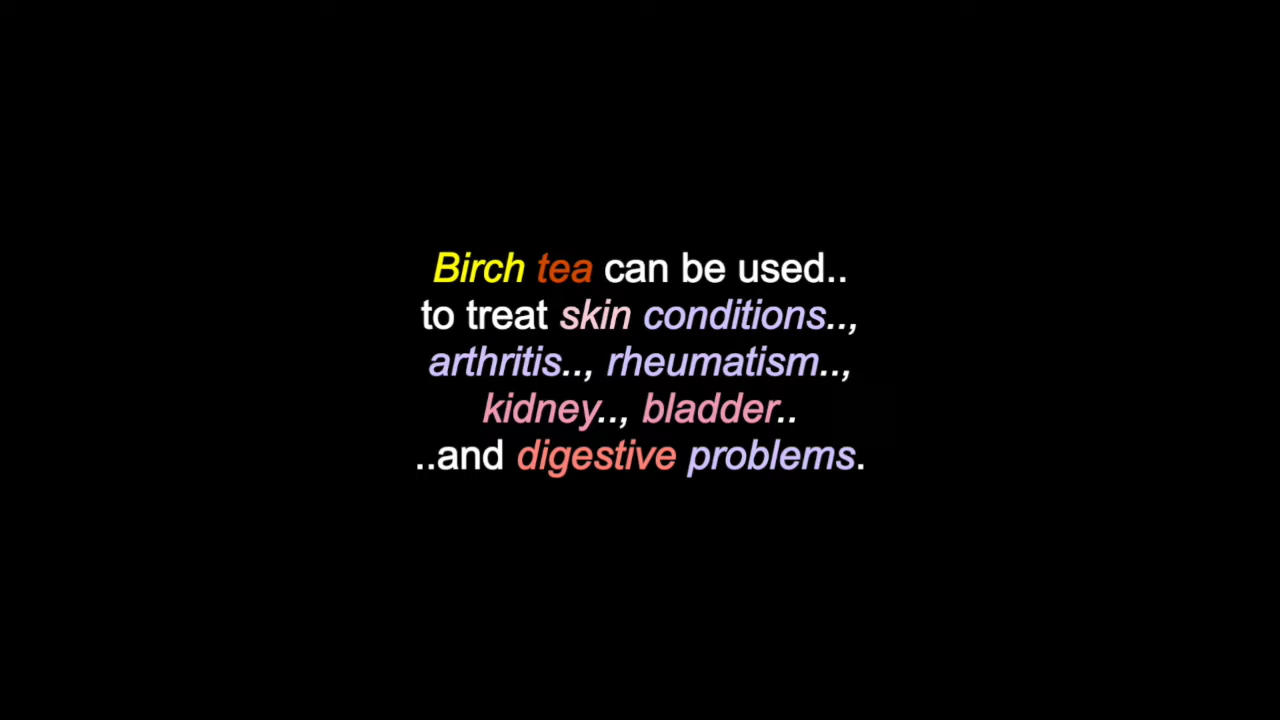 Birch tea can be used..
to treat skin conditions..,
arthritis.., rheumatism..,
kidney.., bladder..
..and digestive problems.